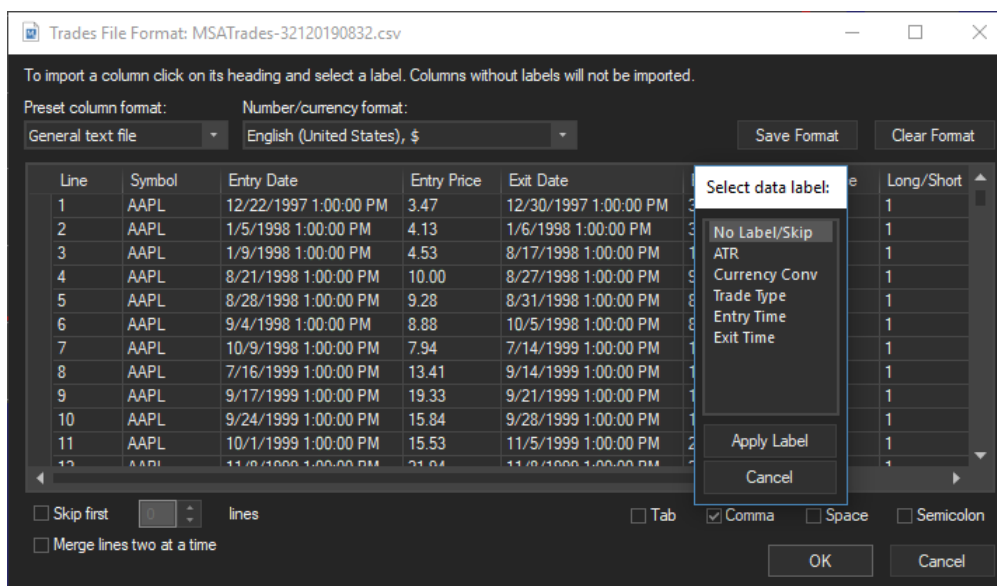 Trades File Format: MSATrades-32120190832.csv
To import a column click on its heading and select a label. Columns without labels will not be imported.
Preset column format: Number/currency format:
General text file English (United States), $ Save Format Clear Format
Line Symbol Entry Date Entry Price Exit Date Long/Short
1 AAPL 12/22/1997 1:00:00 PM 3.47 12/30/1997 1:00:00 PM 1
2 AAPL 1/5/1998 1:00:00 PM 4.13 1/6/1998 1:00:00 PM 1
3 AAPL 1/9/1998 1:00:00 PM 4.53 8/17/1998 1:00:00 PM 1
4 AAPL 8/21/1998 1:00:00 PM 10.00 8/27/1998 1:00:00 PM 1
5 AAPL 8/28/1998 1:00:00 PM 9.28 8/31/1998 1:00:00 PM 1
6 AAPL 9/4/1998 1:00:00 PM 8.88 10/5/1998 1:00:00 PM 1
7 AAPL 10/9/1998 1:00:00 PM 7.94 7/14/1999 1:00:00 PM 1
8 AAPL 7/16/1999 1:00:00 PM 13.41 9/14/1999 1:00:00 PM 1
9 AAPL 9/17/1999 1:00:00 PM 19.33 9/21/1999 1:00:00 PM 1
10 AAPL 9/24/1999 1:00:00 PM 15.84 9/28/1999 1:00:00 PM 1
11 AAPL 10/1/1999 1:00:00 PM 15.53 11/5/1999 1:00:00 PM 1
Select data label:
No Label/Skip
ATR
Currency Conv
Trade Type
Entry Time
Exit Time
Apply Label
Cancel
Skip first 0 lines Tab Comma Space Semicolon
Merge lines two at a time
OK Cancel